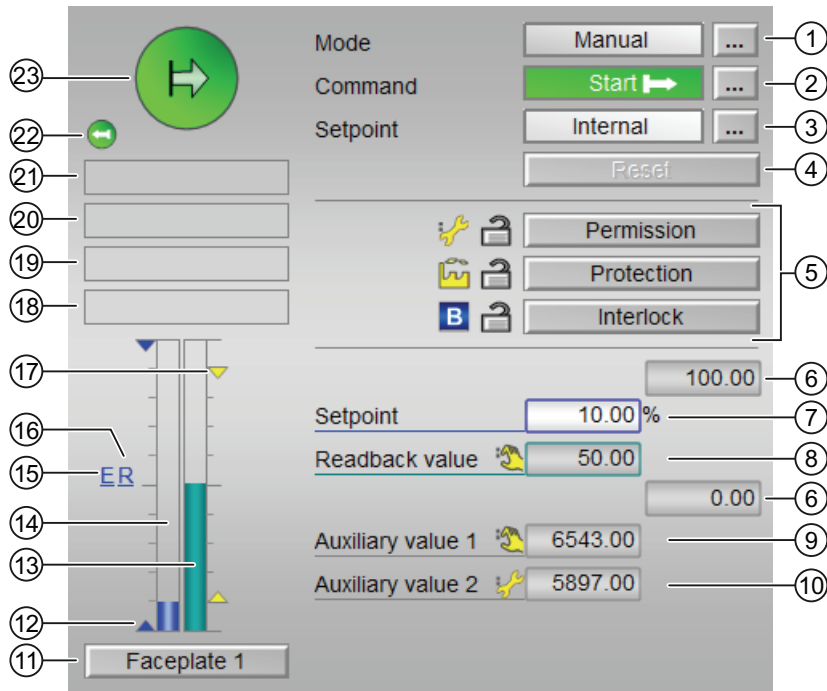 Mode Manual ... 1
Command Start ... 2
Setpoint Internal ... 3
Reset 4
23
22
21
20
19
18
Permission
Protection 5
B Interlock
17
100.00 6
Setpoint 10.00 % 7
16
15 E R
Readback value 50.00 8
0.00 6
14
13
Auxiliary value 1 6543.00 9
Auxiliary value 2 5897.00 10
12
11 Faceplate 1